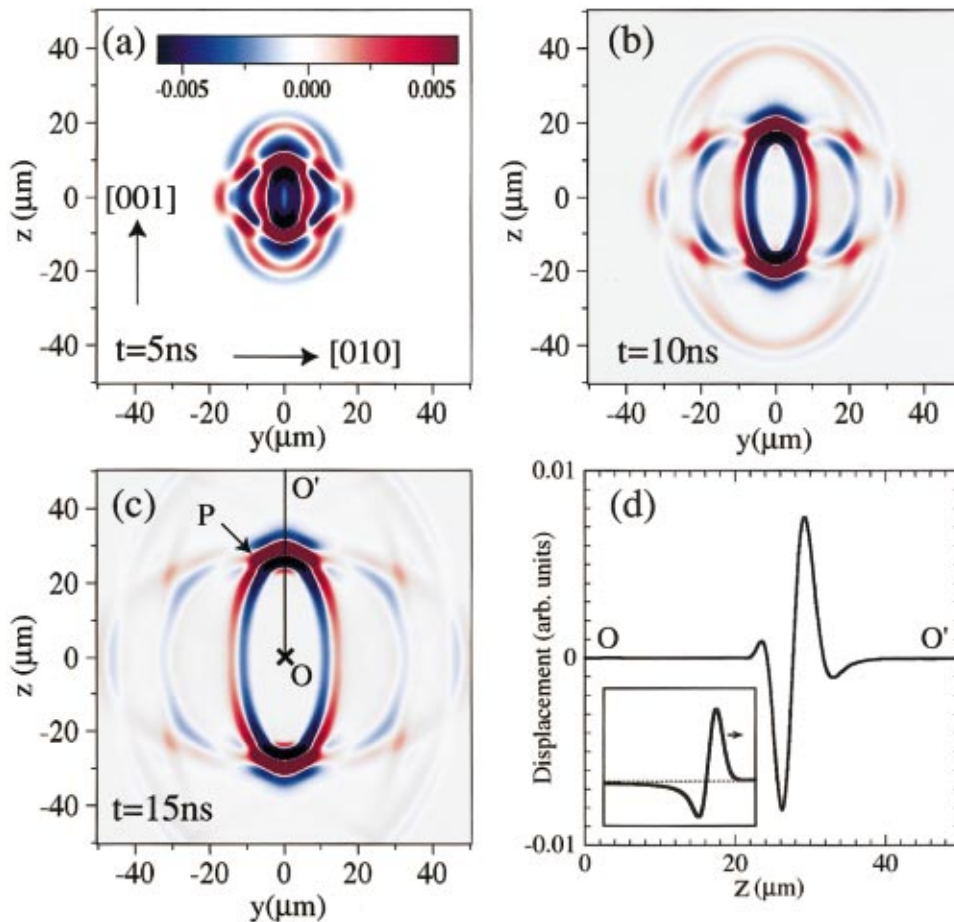 (a)
-0.005 0.000 0.005
40
20
0
-20
-40
z (μm)
[001]
t=5ns
[010]
-40 -20 0 20 40
y(μm)
(b)
40
20
0
-20
-40
z (μm)
t=10ns
-40 -20 0 20 40
y(μm)
(c)
O'
P
O
40
20
0
-20
-40
z (μm)
t=15ns
-40 -20 0 20 40
y(μm)
(d)
0.01
0
-0.01
Displacement (arb. units)
O O'
0 20 40
z (μm)